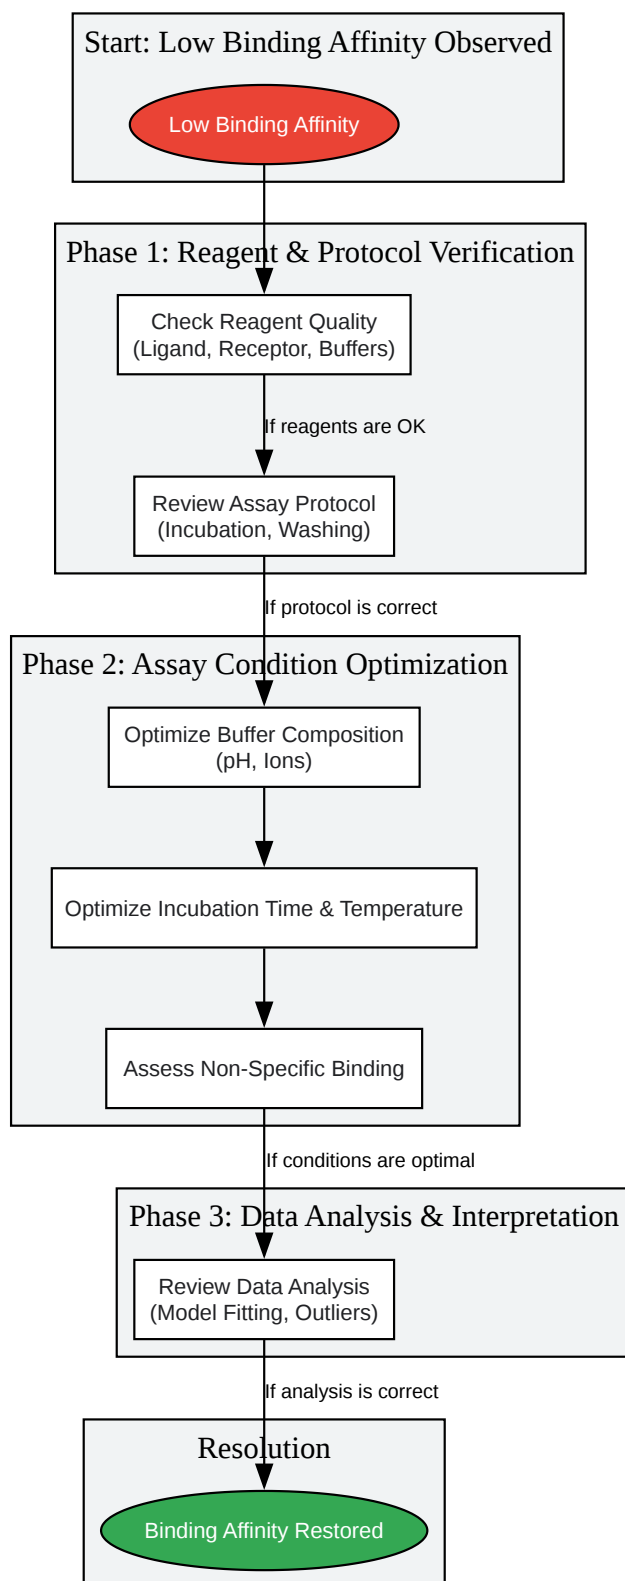 Start: Low Binding Affinity Observed
Low Binding Affinity
Phase 1: Reagent & Protocol Verification
Check Reagent Quality
(Ligand, Receptor, Buffers)
If reagents are OK
Review Assay Protocol
(Incubation, Washing)
If protocol is correct
Phase 2: Assay Condition Optimization
Optimize Buffer Composition
(pH, Ions)
Optimize Incubation Time & Temperature
Assess Non-Specific Binding
If conditions are optimal
Phase 3: Data Analysis & Interpretation
Review Data Analysis
(Model Fitting, Outliers)
If analysis is correct
Resolution
Binding Affinity Restored